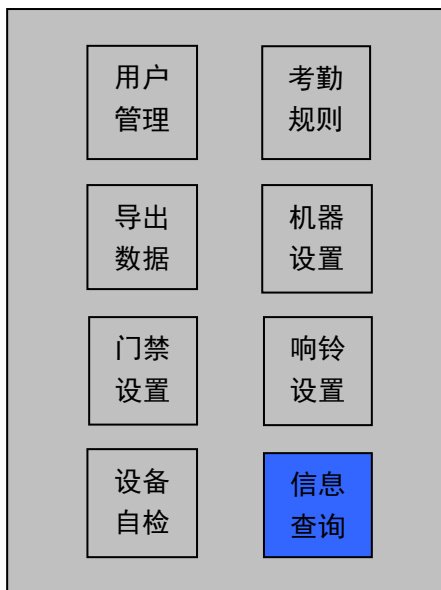 用户
管理
考勤
规则
导出
数据
机器
设置
门禁
设置
响铃
设置
设备
自检
信息
查询